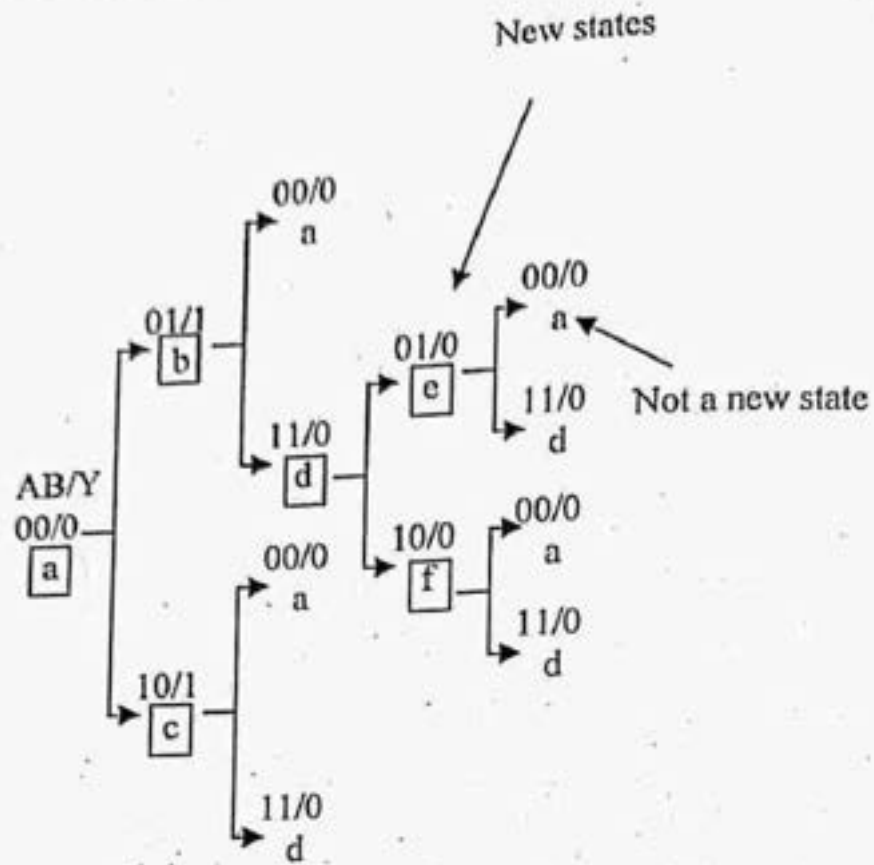 New states
00/0
a
01/1
b
11/0
d
01/0
e
00/0
a
11/0
d
Not a new state
AB/Y
00/0
a
10/0
f
00/0
a
11/0
d
00/0
a
10/1
c
11/0
d